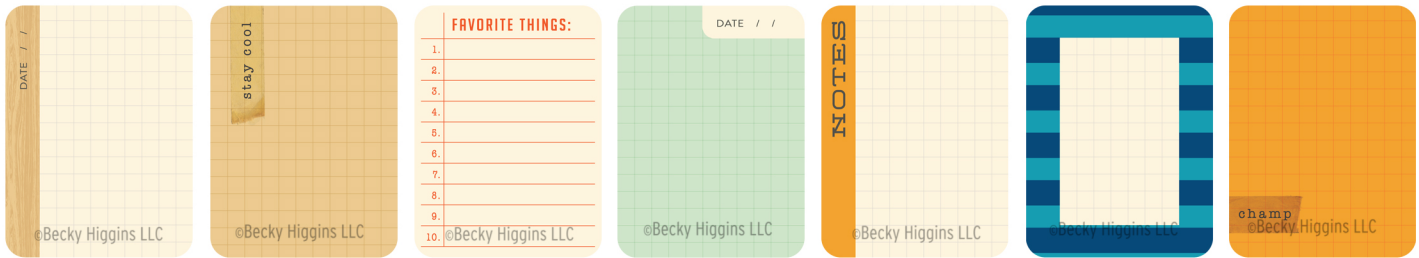 DATE / /
©Becky Higgins LLC
stay cool
©Becky Higgins LLC
FAVORITE THINGS:
1.
2.
3.
4.
5.
6.
7.
8.
9.
10.
©Becky Higgins LLC
DATE / /
©Becky Higgins LLC
NOTES
©Becky Higgins LLC
©Becky Higgins LLC
champ
©Becky Higgins LLC